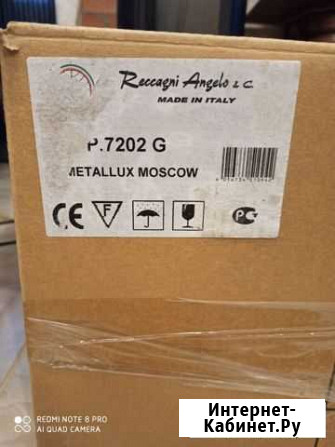 Reccagni Angelo & C.
MADE IN ITALY
P.7202 G
METALLUX MOSCOW
CE
F
REDMI NOTE 8 PRO
AI QUAD CAMERA
Интернет-
Кабинет.Ру